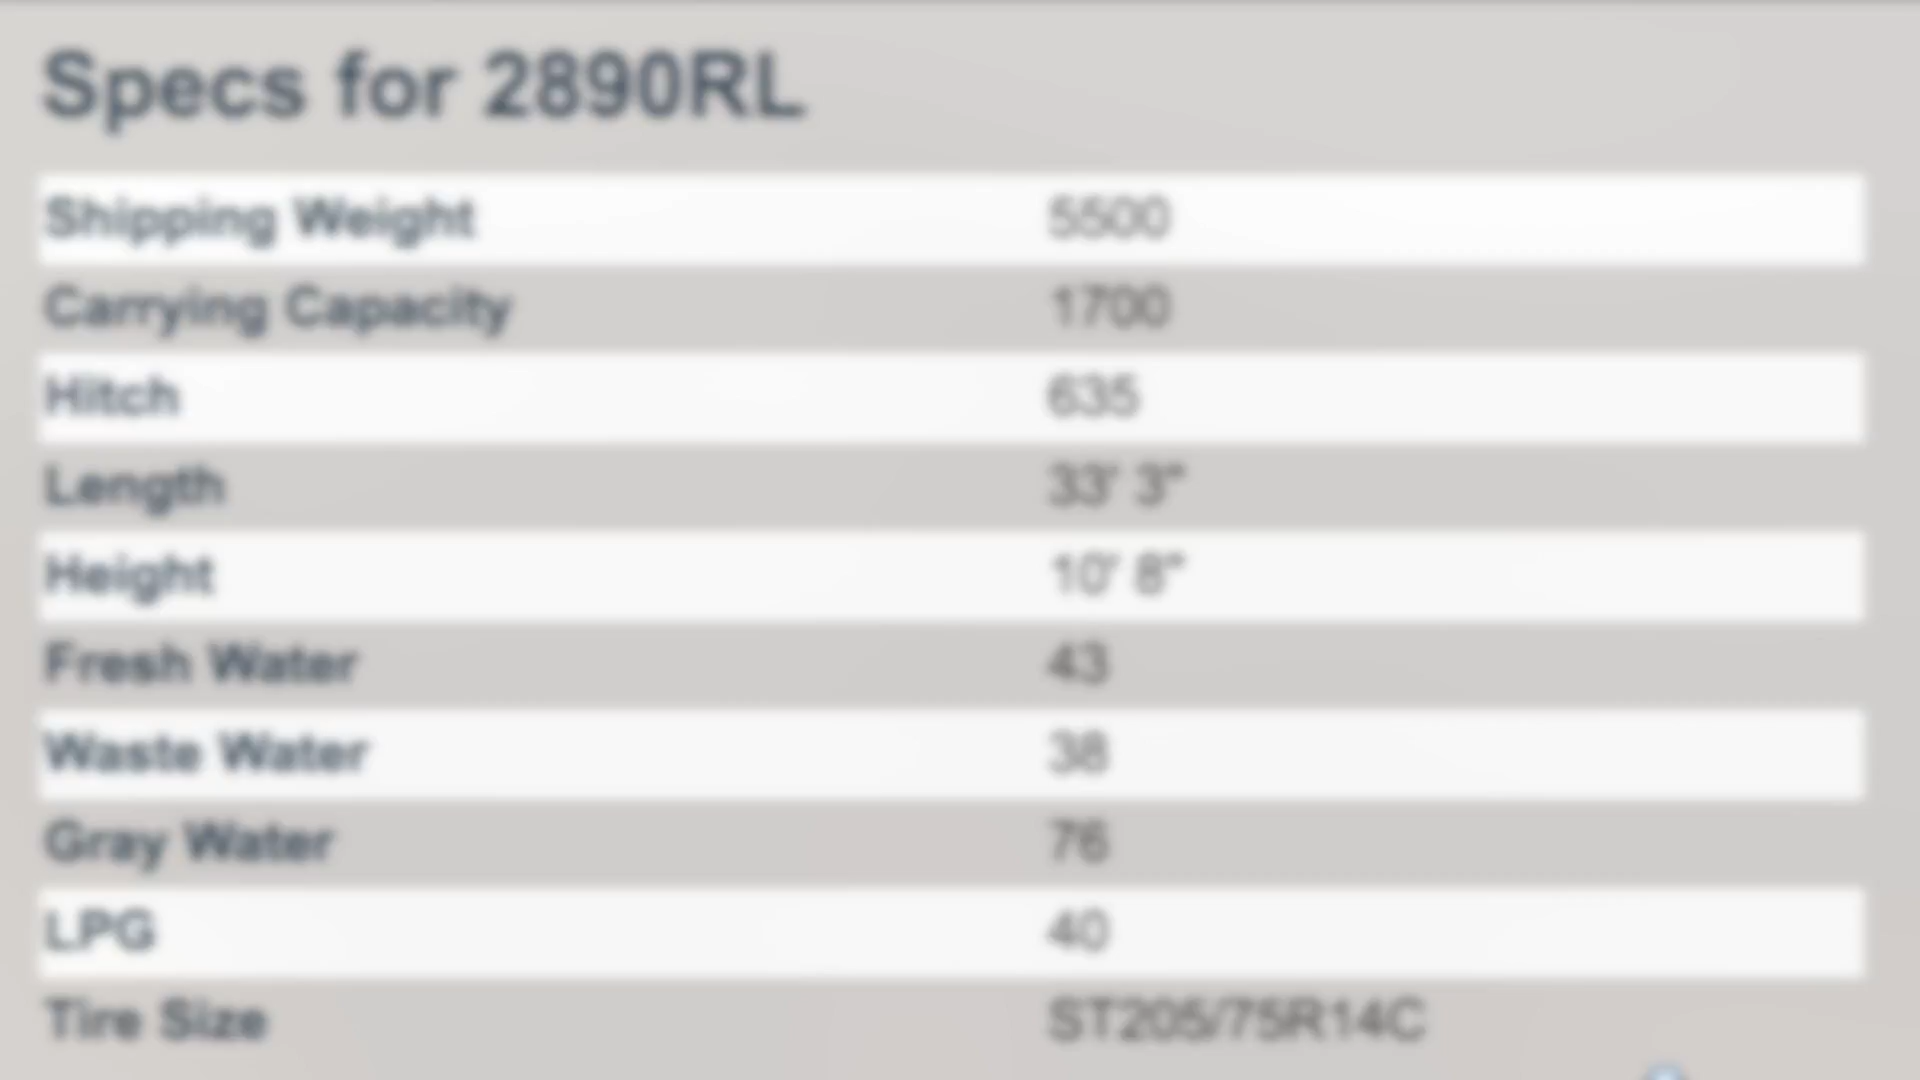 Specs for 2890RL
Shipping Weight 5500
Carrying Capacity 1700
Hitch 635
Length 33' 3"
Height 10' 8"
Fresh Water 43
Waste Water 38
Gray Water 76
LPG 40
Tire Size ST205/75R14C